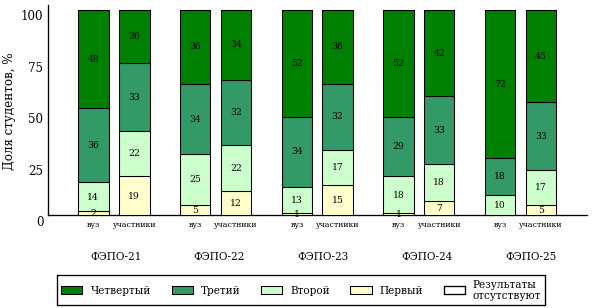 Доля студентов, %
100
75
50
25
0
48 26 36 34 52 36 52 42 72 45
36 33 34 32 34 32 29 33 18 33
14 22 25 22 13 17 18 18 10 17
2 19 5 12 1 15 1 7 5
вуз участники вуз участники вуз участники вуз участники вуз участники
ФЭПО-21 ФЭПО-22 ФЭПО-23 ФЭПО-24 ФЭПО-25
Четвертый Третий Второй Первый Результаты
отсутствуют